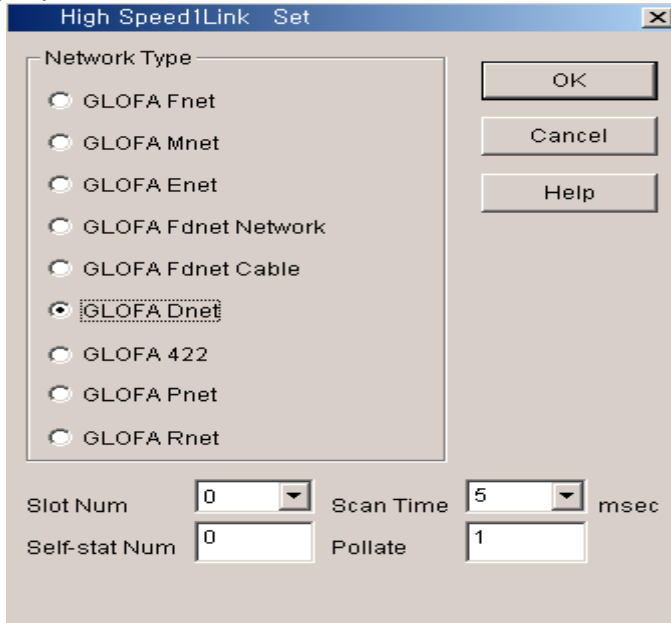 High Speed1Link Set
Network Type
GLOFA Fnet
GLOFA Mnet
GLOFA Enet
GLOFA Fdnet Network
GLOFA Fdnet Cable
GLOFA Dnet
GLOFA 422
GLOFA Pnet
GLOFA Rnet
OK
Cancel
Help
Slot Num 0 Scan Time 5 msec
Self-stat Num 0 Pollate 1